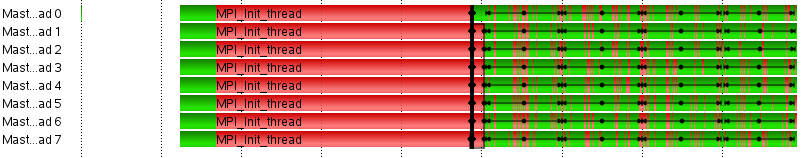 Mast...ad 0 MPI_Init_thread
Mast...ad 1 MPI_Init_thread
Mast...ad 2 MPI_Init_thread
Mast...ad 3 MPI_Init_thread
Mast...ad 4 MPI_Init_thread
Mast...ad 5 MPI_Init_thread
Mast...ad 6 MPI_Init_thread
Mast...ad 7 MPI_Init_thread